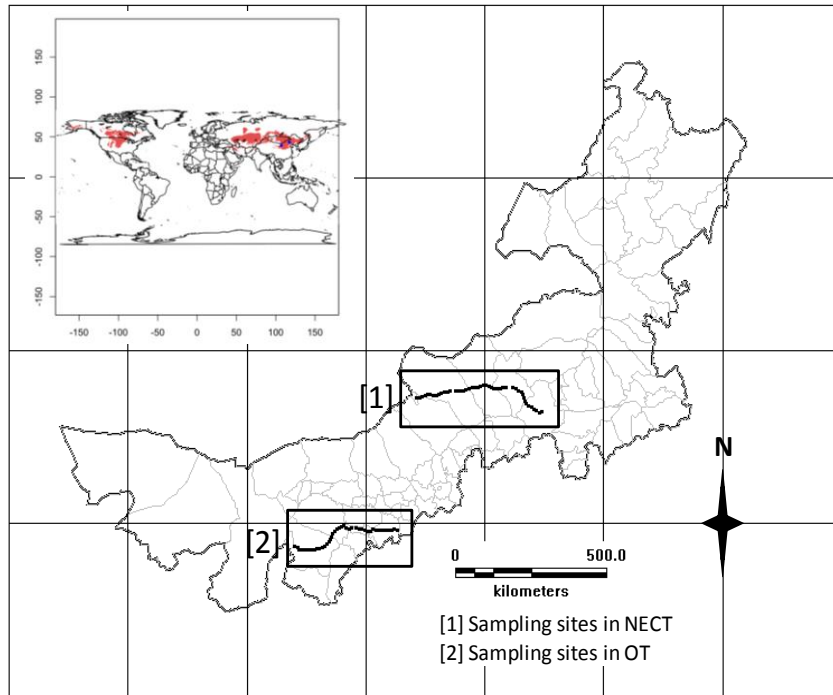 150
100
50
0
-50
-100
-150
-150 -100 -50 0 50 100 150
[1]
[2]
N
0 500.0
kilometers
[1] Sampling sites in NECT
[2] Sampling sites in OT